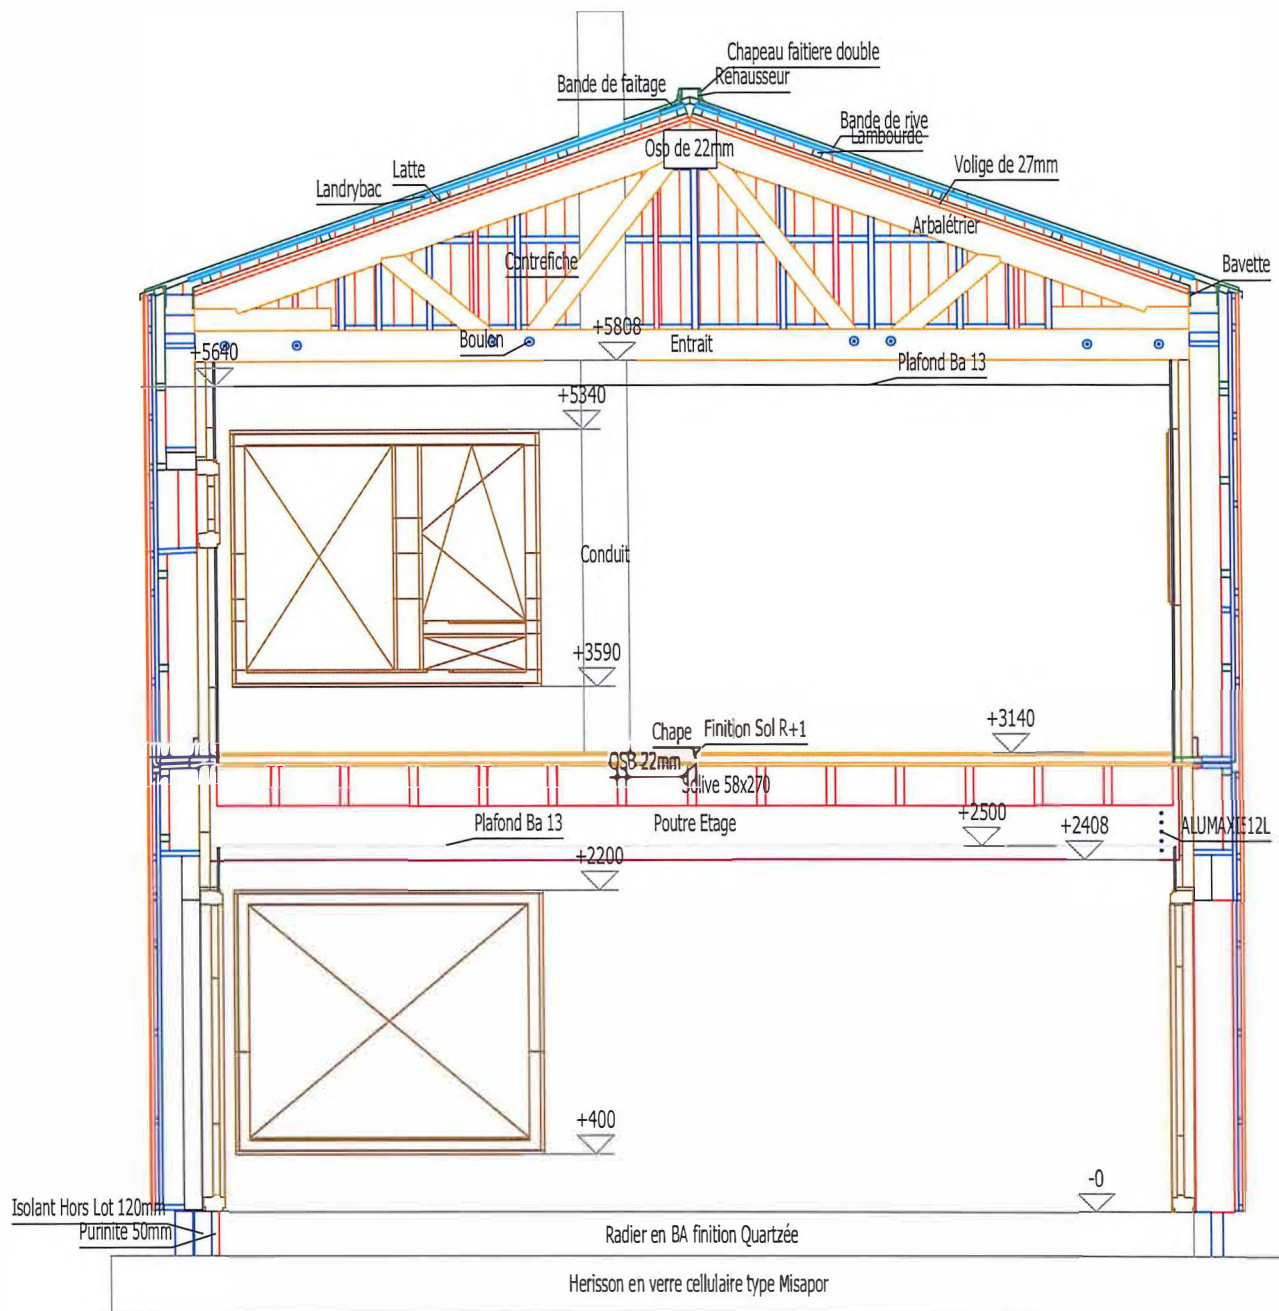 Chapeau faitiere double
Rehausseur
Bande de faitage
Bande de rive
Lambourde
Osb de 22mm
Volige de 27mm
Latte
Landrybac
Arbalétrier
Contrefiche
Bavette
+5808
Boulon
Entrait
+5640
Plafond Ba 13
+5340
Conduit
+3590
Chape
Finition Sol R+1
+3140
OSB 22mm
Solive 58x270
Plafond Ba 13
Poutre Etage
+2500
+2408
+2200
+400
-0
Isolant Hors Lot 120mm
Purinite 50mm
Radier en BA finition Quartzée
Herisson en verre cellulaire type Misapor